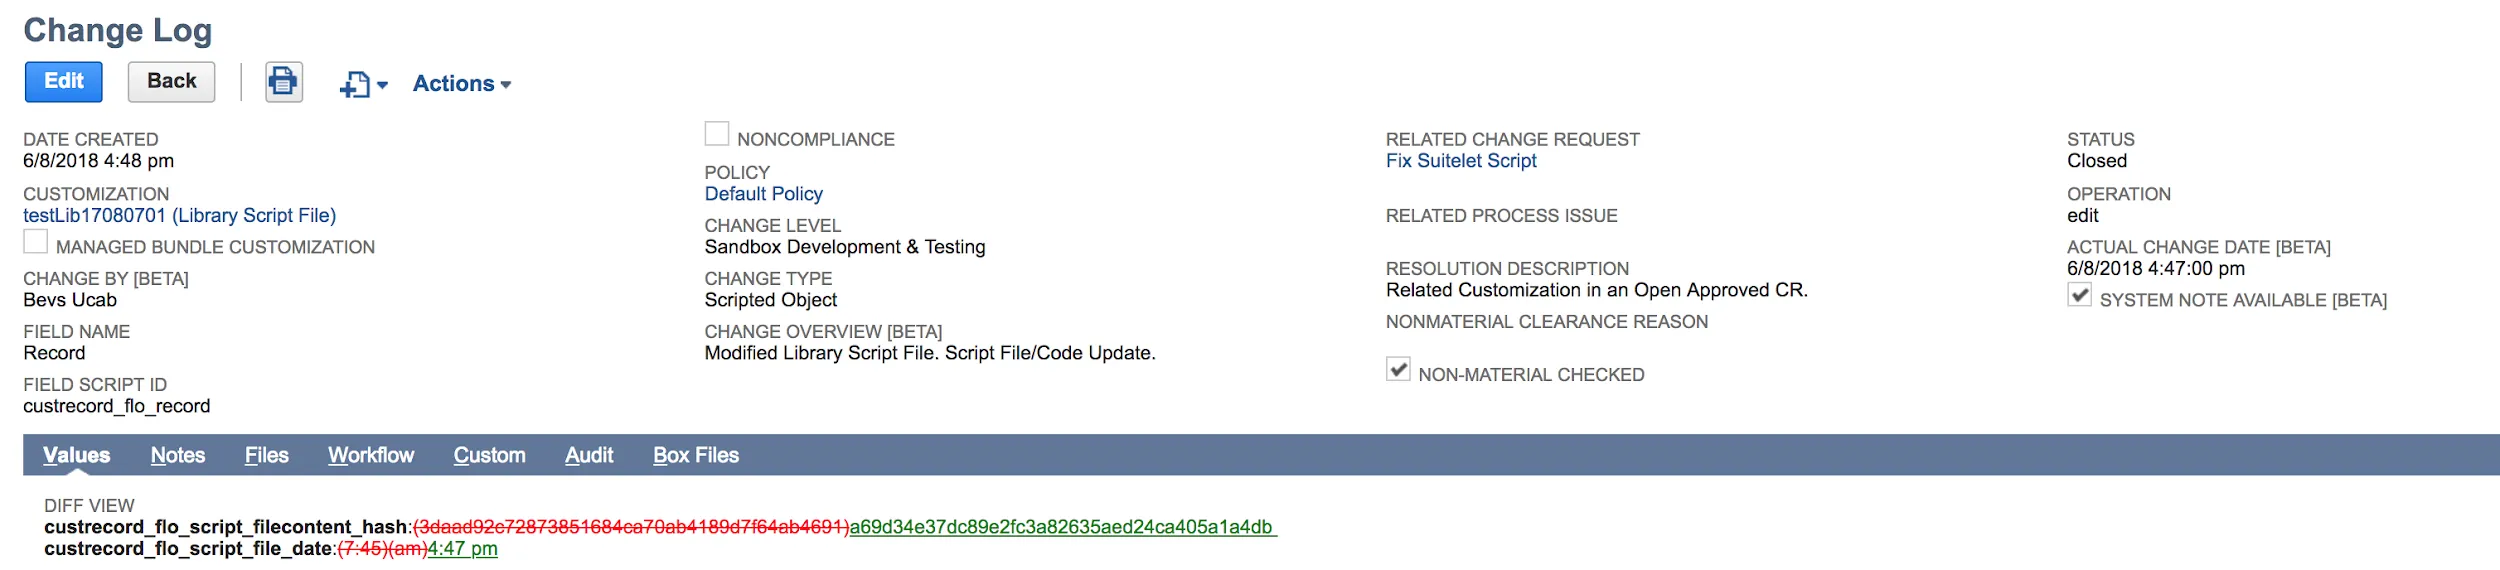 Change Log
Edit
Back
Actions
DATE CREATED
6/8/2018 4:48 pm
CUSTOMIZATION
testLib17080701 (Library Script File)
MANAGED BUNDLE CUSTOMIZATION
CHANGE BY [BETA]
Bevs Ucab
FIELD NAME
Record
FIELD SCRIPT ID
custrecord_flo_record
NONCOMPLIANCE
POLICY
Default Policy
CHANGE LEVEL
Sandbox Development & Testing
CHANGE TYPE
Scripted Object
CHANGE OVERVIEW [BETA]
Modified Library Script File. Script File/Code Update.
RELATED CHANGE REQUEST
Fix Suitelet Script
RELATED PROCESS ISSUE
RESOLUTION DESCRIPTION
Related Customization in an Open Approved CR.
NONMATERIAL CLEARANCE REASON
NON-MATERIAL CHECKED
STATUS
Closed
OPERATION
edit
ACTUAL CHANGE DATE [BETA]
6/8/2018 4:47:00 pm
SYSTEM NOTE AVAILABLE [BETA]
Values Notes Files Workflow Custom Audit Box Files
DIFF VIEW
custrecord_flo_script_filecontent_hash:(3daad92c72873851684ca70ab4189d7f64ab4691)a69d34e37dc89e2fc3a82635aed24ca405a1a4db
custrecord_flo_script_file_date:(7:45)(am)4:47 pm